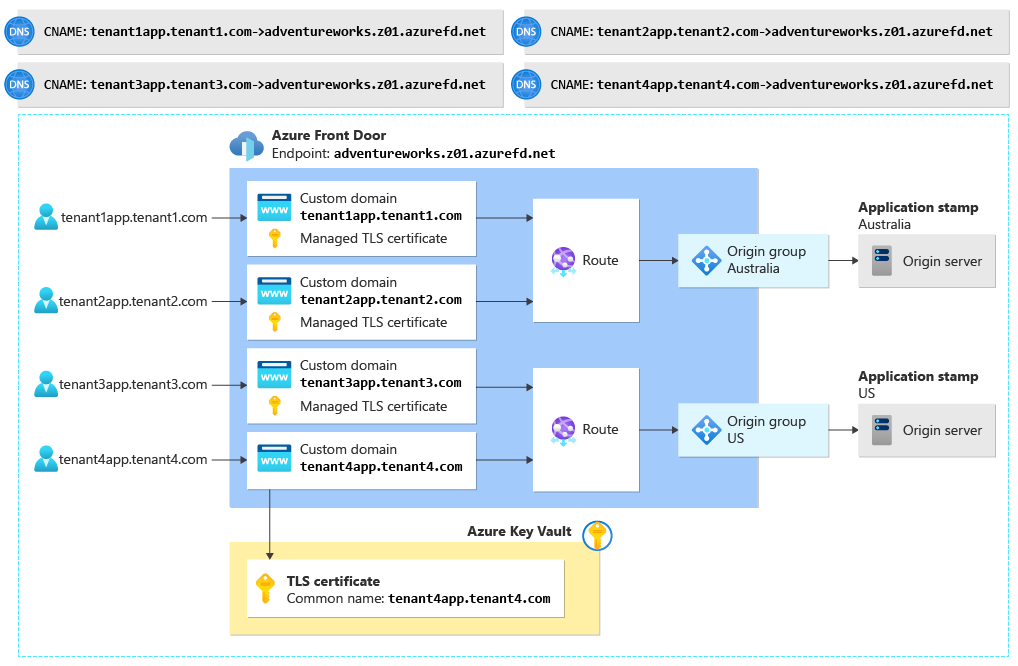 DNS CNAME: tenant1app.tenant1.com->adventureworks.z01.azurefd.net
DNS CNAME: tenant2app.tenant2.com->adventureworks.z01.azurefd.net
DNS CNAME: tenant3app.tenant3.com->adventureworks.z01.azurefd.net
DNS CNAME: tenant4app.tenant4.com->adventureworks.z01.azurefd.net
Azure Front Door
Endpoint: adventureworks.z01.azurefd.net
tenant1app.tenant1.com
www
Custom domain
tenant1app.tenant1.com
Managed TLS certificate
tenant2app.tenant2.com
www
Custom domain
tenant2app.tenant2.com
Managed TLS certificate
Route
Origin group
Australia
Application stamp
Australia
Origin server
tenant3app.tenant3.com
www
Custom domain
tenant3app.tenant3.com
Managed TLS certificate
tenant4app.tenant4.com
www
Custom domain
tenant4app.tenant4.com
Route
Origin group
US
Application stamp
US
Origin server
Azure Key Vault
TLS certificate
Common name: tenant4app.tenant4.com